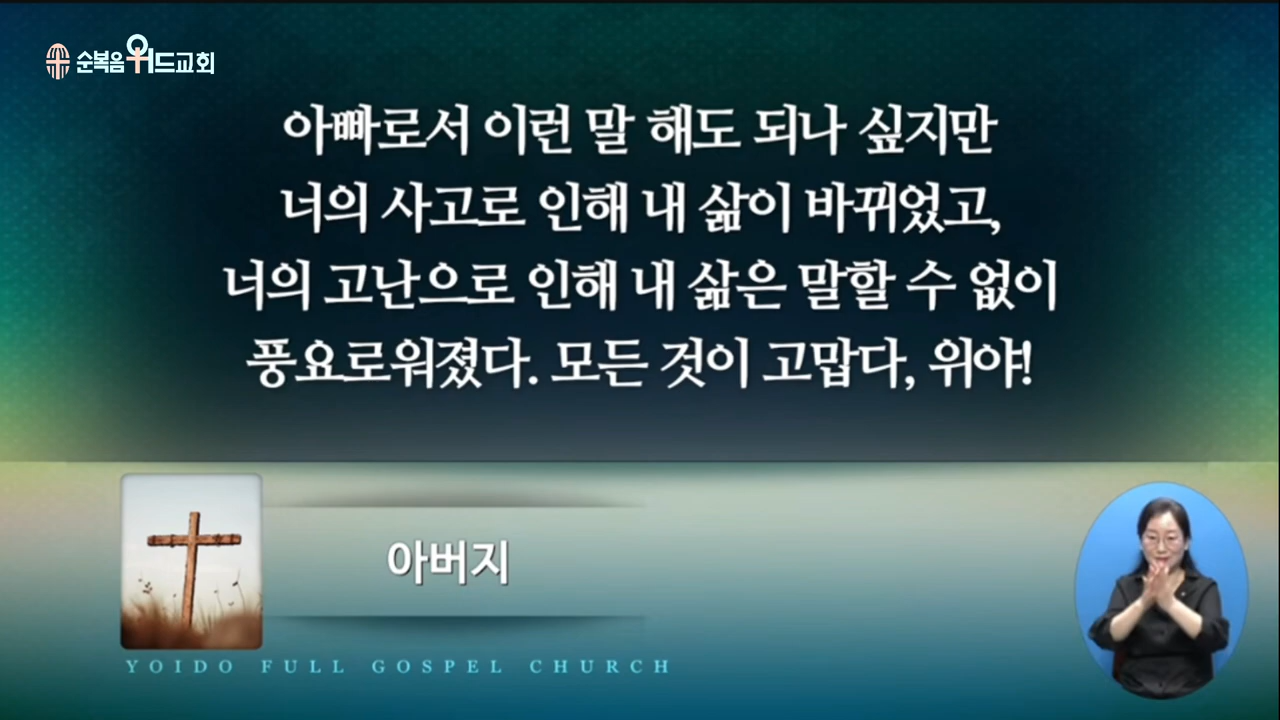 순복음워드교회
아빠로서 이런 말 해도 되나 싶지만
너의 사고로 인해 내 삶이 바뀌었고,
너의 고난으로 인해 내 삶은 말할 수 없이
풍요로워졌다. 모든 것이 고맙다, 위야!
아버지
YOIDO FULL GOSPEL CHURCH